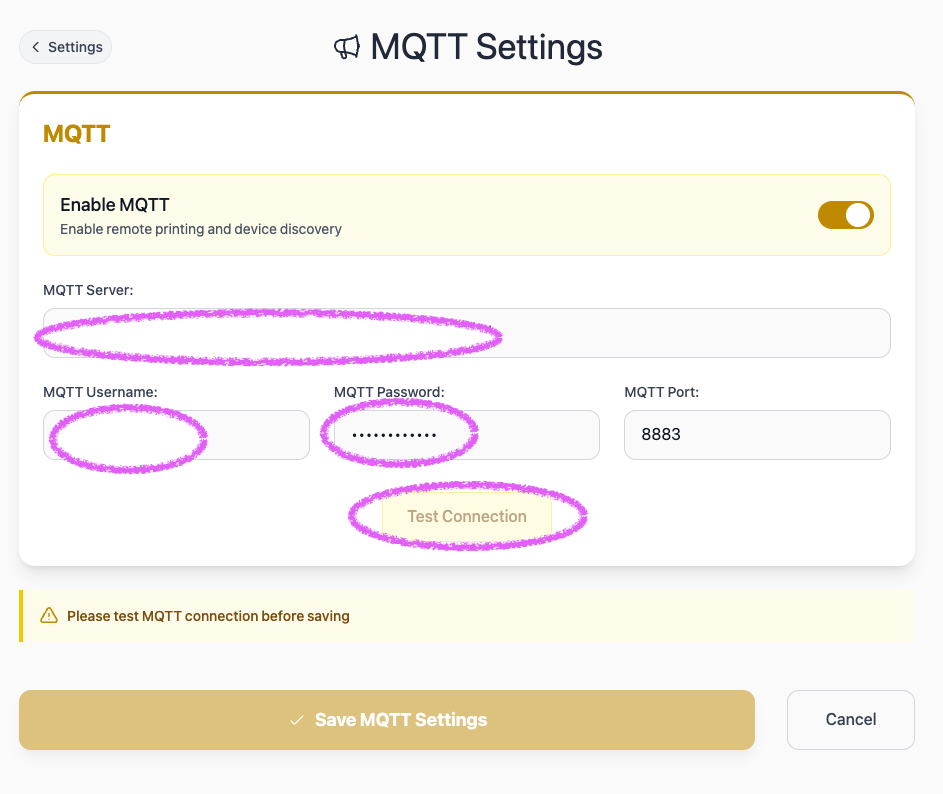 Settings
MQTT Settings
MQTT
Enable MQTT
Enable remote printing and device discovery
MQTT Server:
MQTT Username:
MQTT Password:
MQTT Port:
••••••••••••
8883
Test Connection
Please test MQTT connection before saving
Save MQTT Settings
Cancel